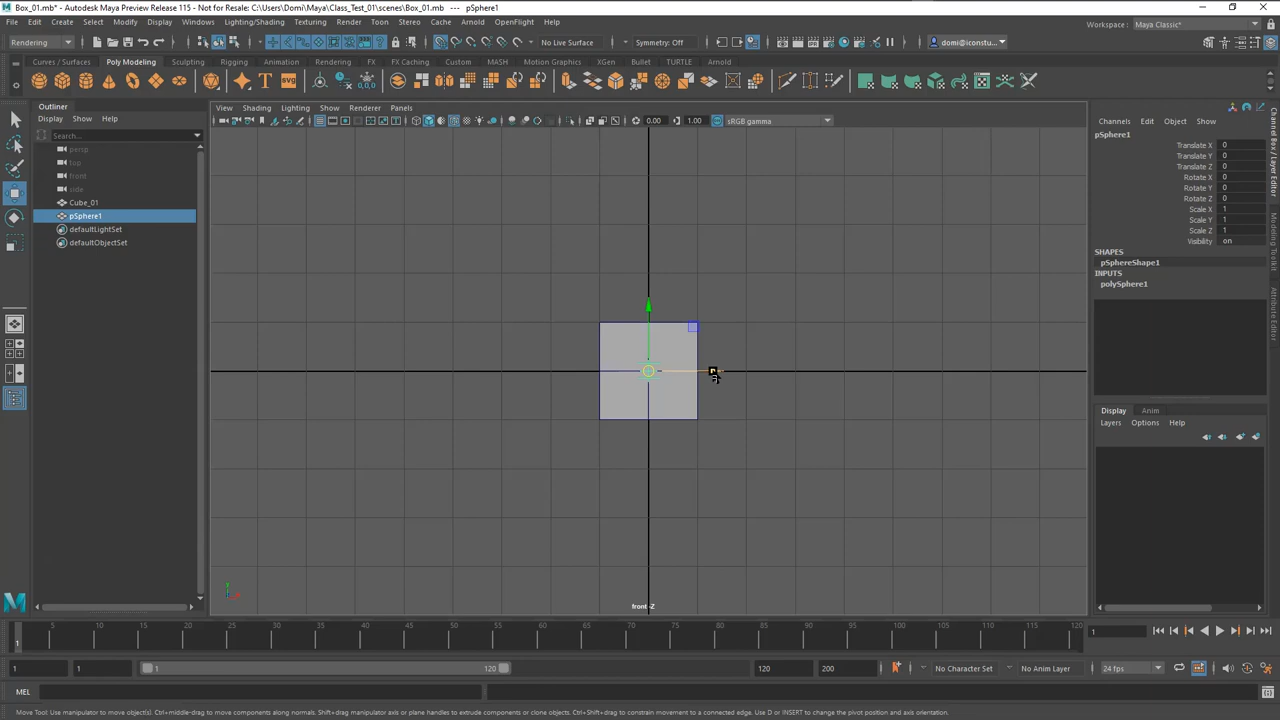 Box_01.mb* - Autodesk Maya Preview Release 115 - Not for Resale: C:\Users\Domi\Maya\Class_Test_01\scenes\Box_01.mb --- pSphere1
File Edit Create Select Modify Display Windows Lighting/Shading Texturing Render Toon Stereo Cache Arnold OpenFlight Help
Workspace : Maya Classic*
Rendering No Live Surface Symmetry: Off domi@iconstu...
Curves / Surfaces Poly Modeling Sculpting Rigging Animation Rendering FX FX Caching Custom MASH Motion Graphics XGen Bullet TURTLE Arnold
Outliner
Display Show Help
Search...
persp
top
front
side
Cube_01
pSphere1
defaultLightSet
defaultObjectSet
View Shading Lighting Show Renderer Panels
0.00 1.00 sRGB gamma
front -Z
Channels Edit Object Show
pSphere1
Translate X 0
Translate Y 0
Translate Z 0
Rotate X 0
Rotate Y 0
Rotate Z 0
Scale X 1
Scale Y 1
Scale Z 1
Visibility on
SHAPES
pSphereShape1
INPUTS
polySphere1
Display Anim
Layers Options Help
Channel Box / Layer Editor
Modeling Toolkit
Attribute Editor
5 10 15 20 25 30 35 40 45 50 55 60 65 70 75 80 85 90 95 100 105 110 115 120
1 1
1 1 1 120 120 200 No Character Set No Anim Layer 24 fps
MEL
Move Tool: Use manipulator to move object(s). Ctrl+middle-drag to move components along normals. Shift+drag manipulator axis or plane handles to extrude components or clone objects. Ctrl+Shift+drag to constrain movement to a connected edge. Use D or INSERT to change the pivot position and axis orientation.